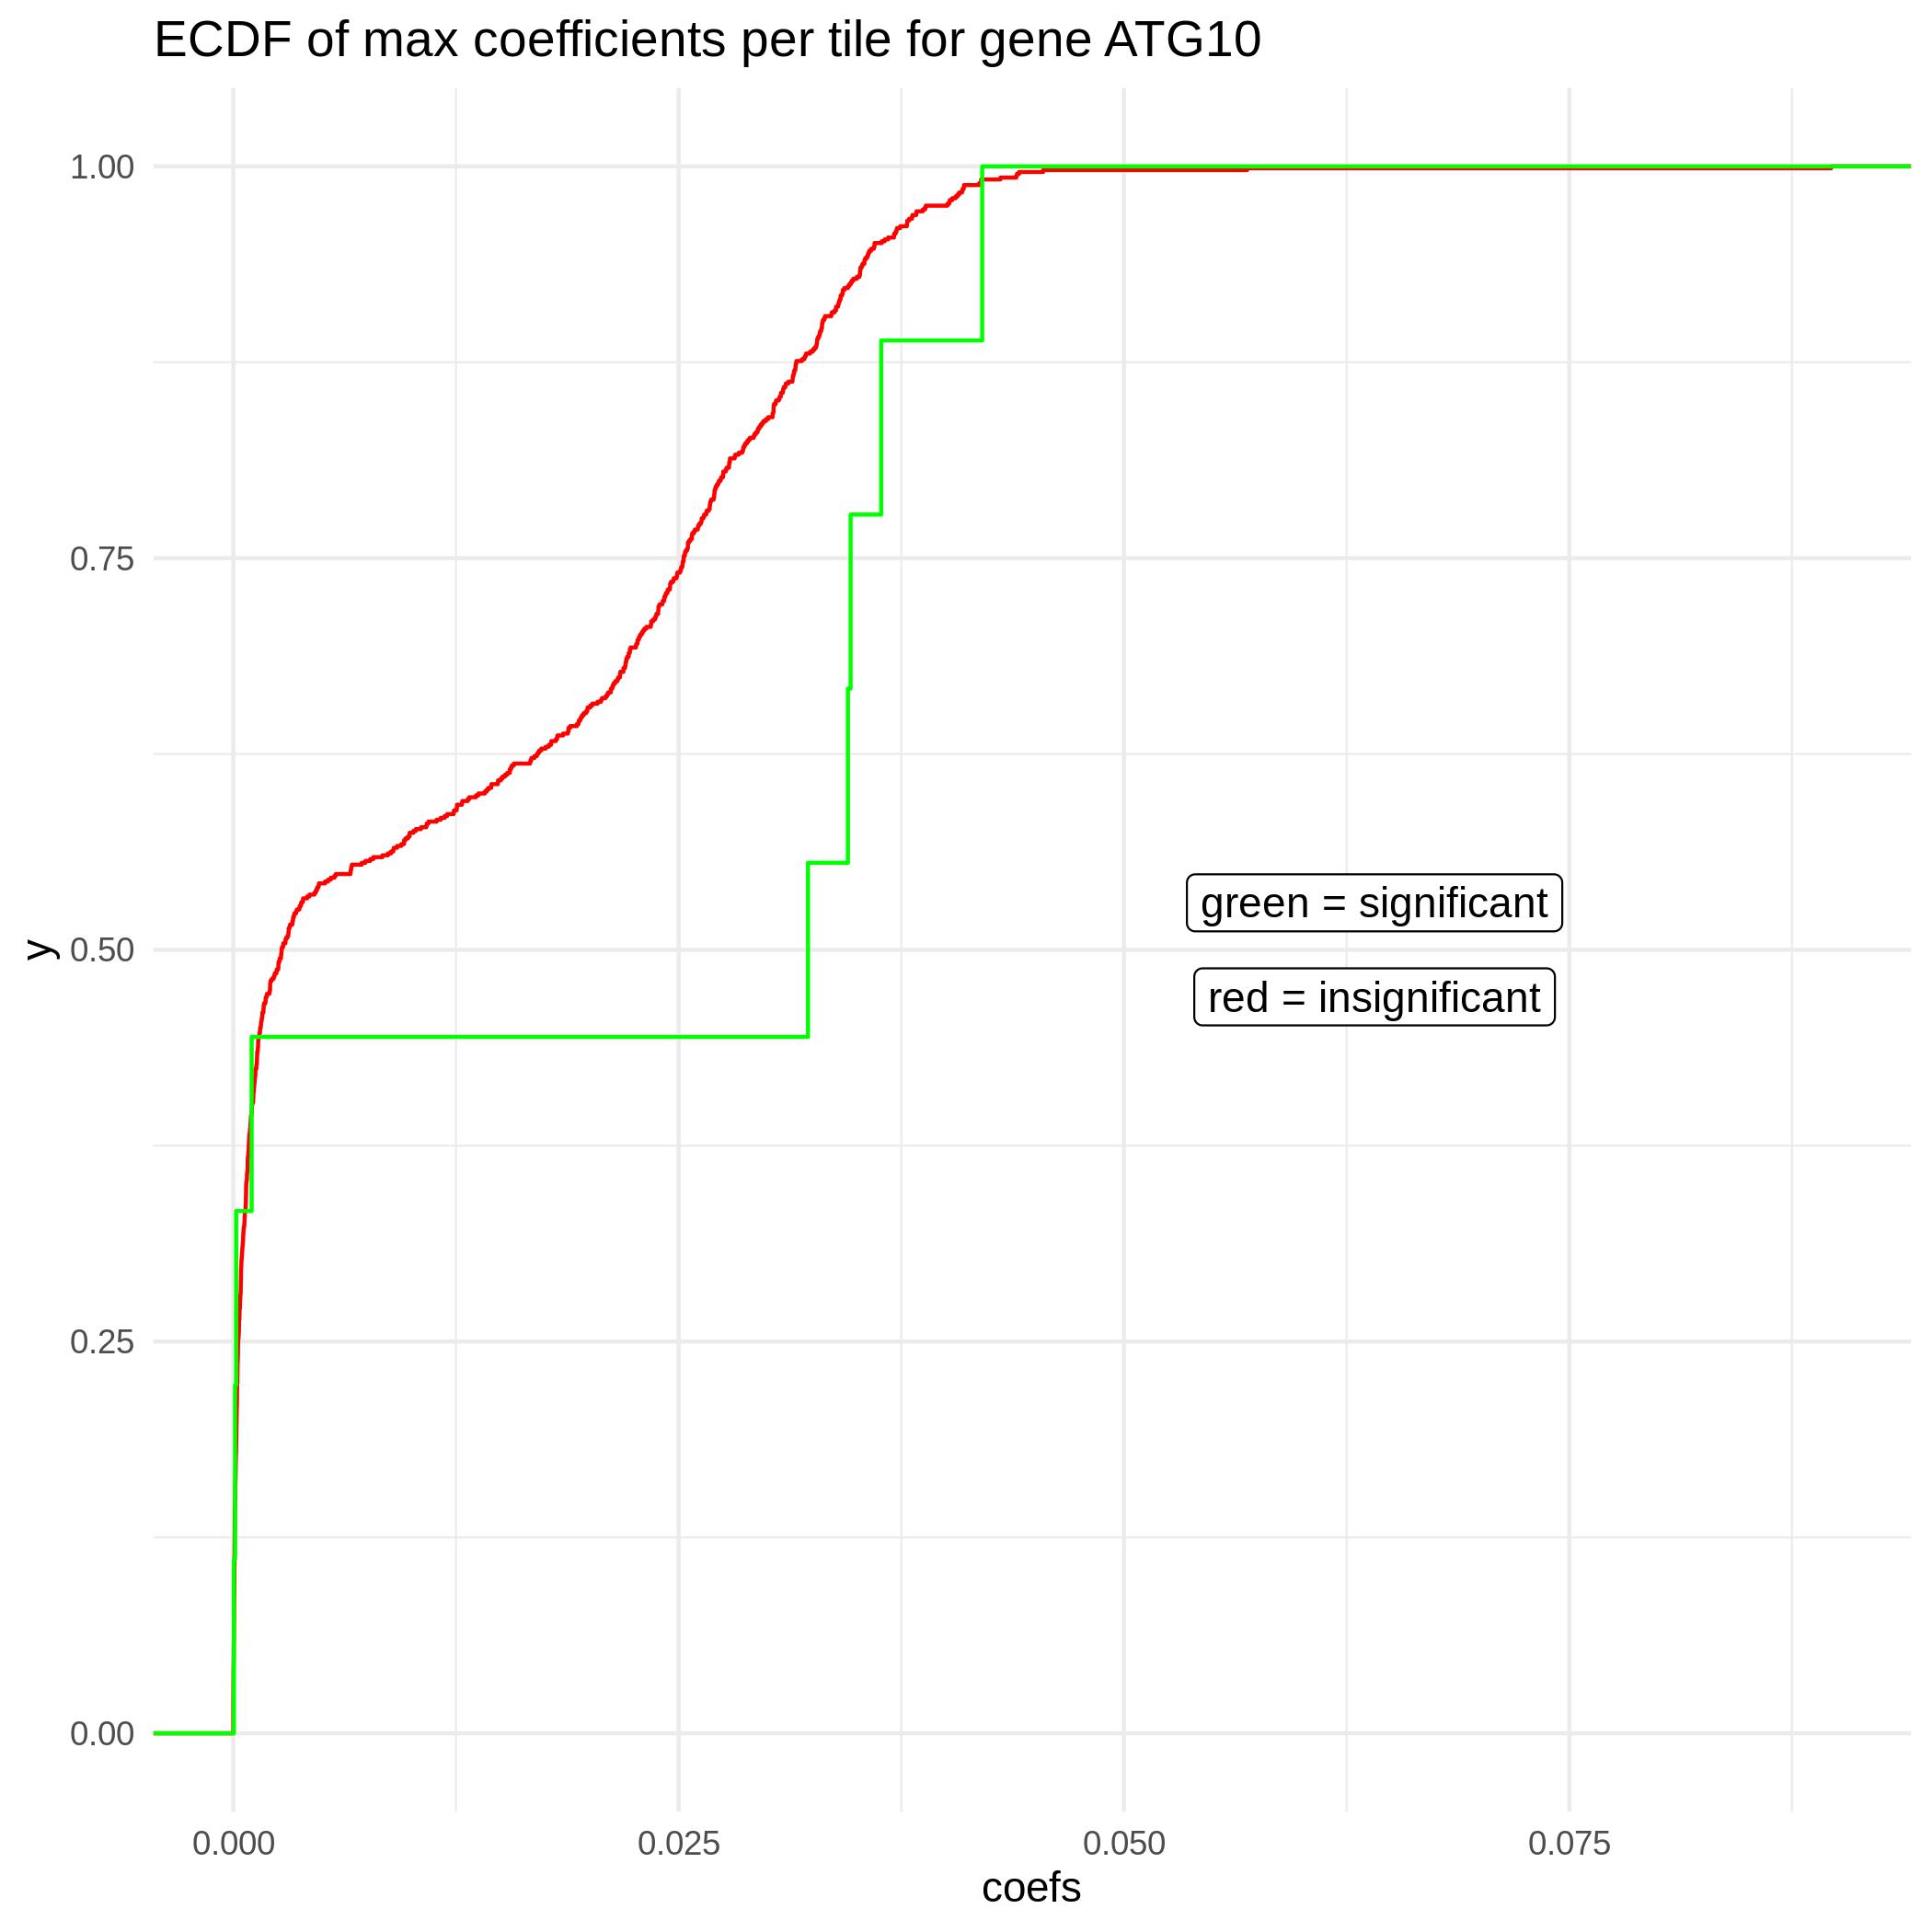 ECDF of max coefficients per tile for gene ATG10
1.00
0.75
y
0.50
0.25
0.00
green = significant
red = insignificant
0.000 0.025 0.050 0.075
coefs